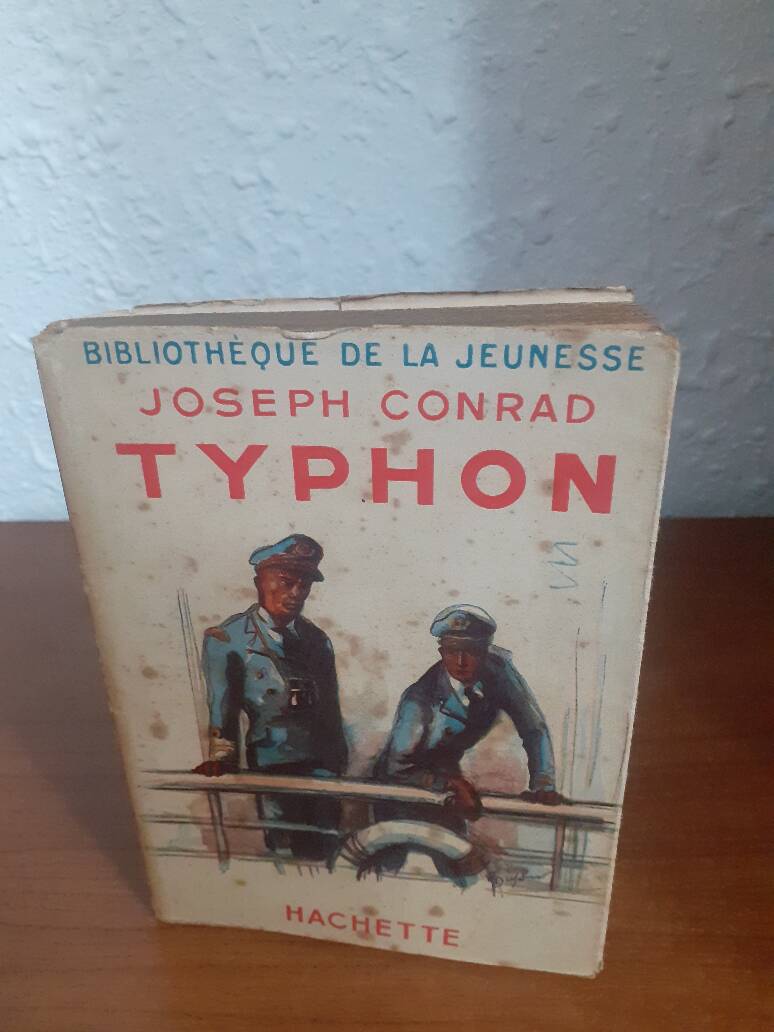 BIBLIOTHÈQUE DE LA JEUNESSE
JOSEPH CONRAD
TYPHON
HACHETTE